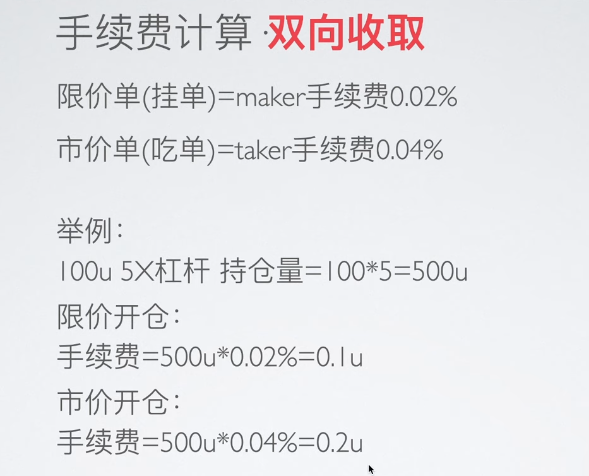 手续费计算·双向收取
限价单(挂单)=maker手续费0.02%
市价单(吃单)=taker手续费0.04%
举例：
100u 5X杠杆 持仓量=100*5=500u
限价开仓：
手续费=500u*0.02%=0.1u
市价开仓：
手续费=500u*0.04%=0.2u